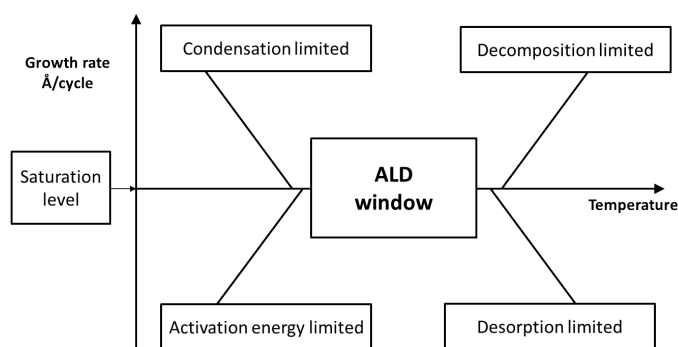 Condensation limited
Decomposition limited
Growth rate
Å/cycle
Saturation
level
ALD
window
Temperature
Activation energy limited
Desorption limited